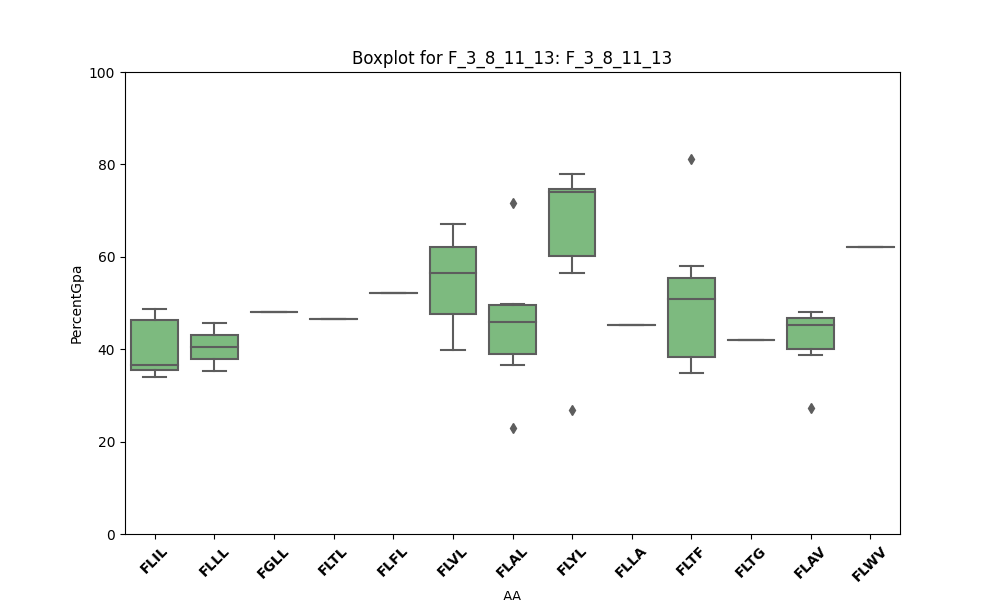 Boxplot for F_3_8_11_13: F_3_8_11_13
100
80
60
40
20
0
PercentGpa
FLIL
FLLL
FGLL
FLTL
FLFL
FLVL
FLAL
FLYL
FLLA
FLTF
FLTG
FLAV
FLWV
AA